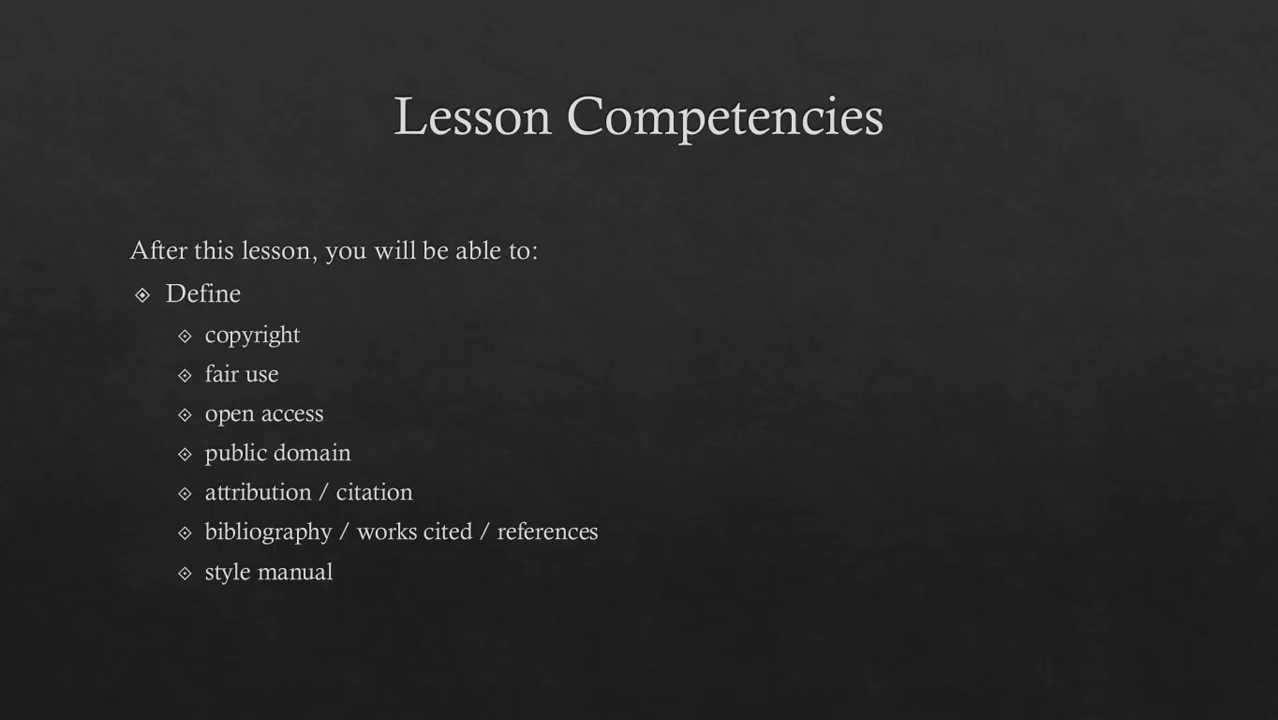 Lesson Competencies
After this lesson, you will be able to:
Define
copyright
fair use
open access
public domain
attribution / citation
bibliography / works cited / references
style manual